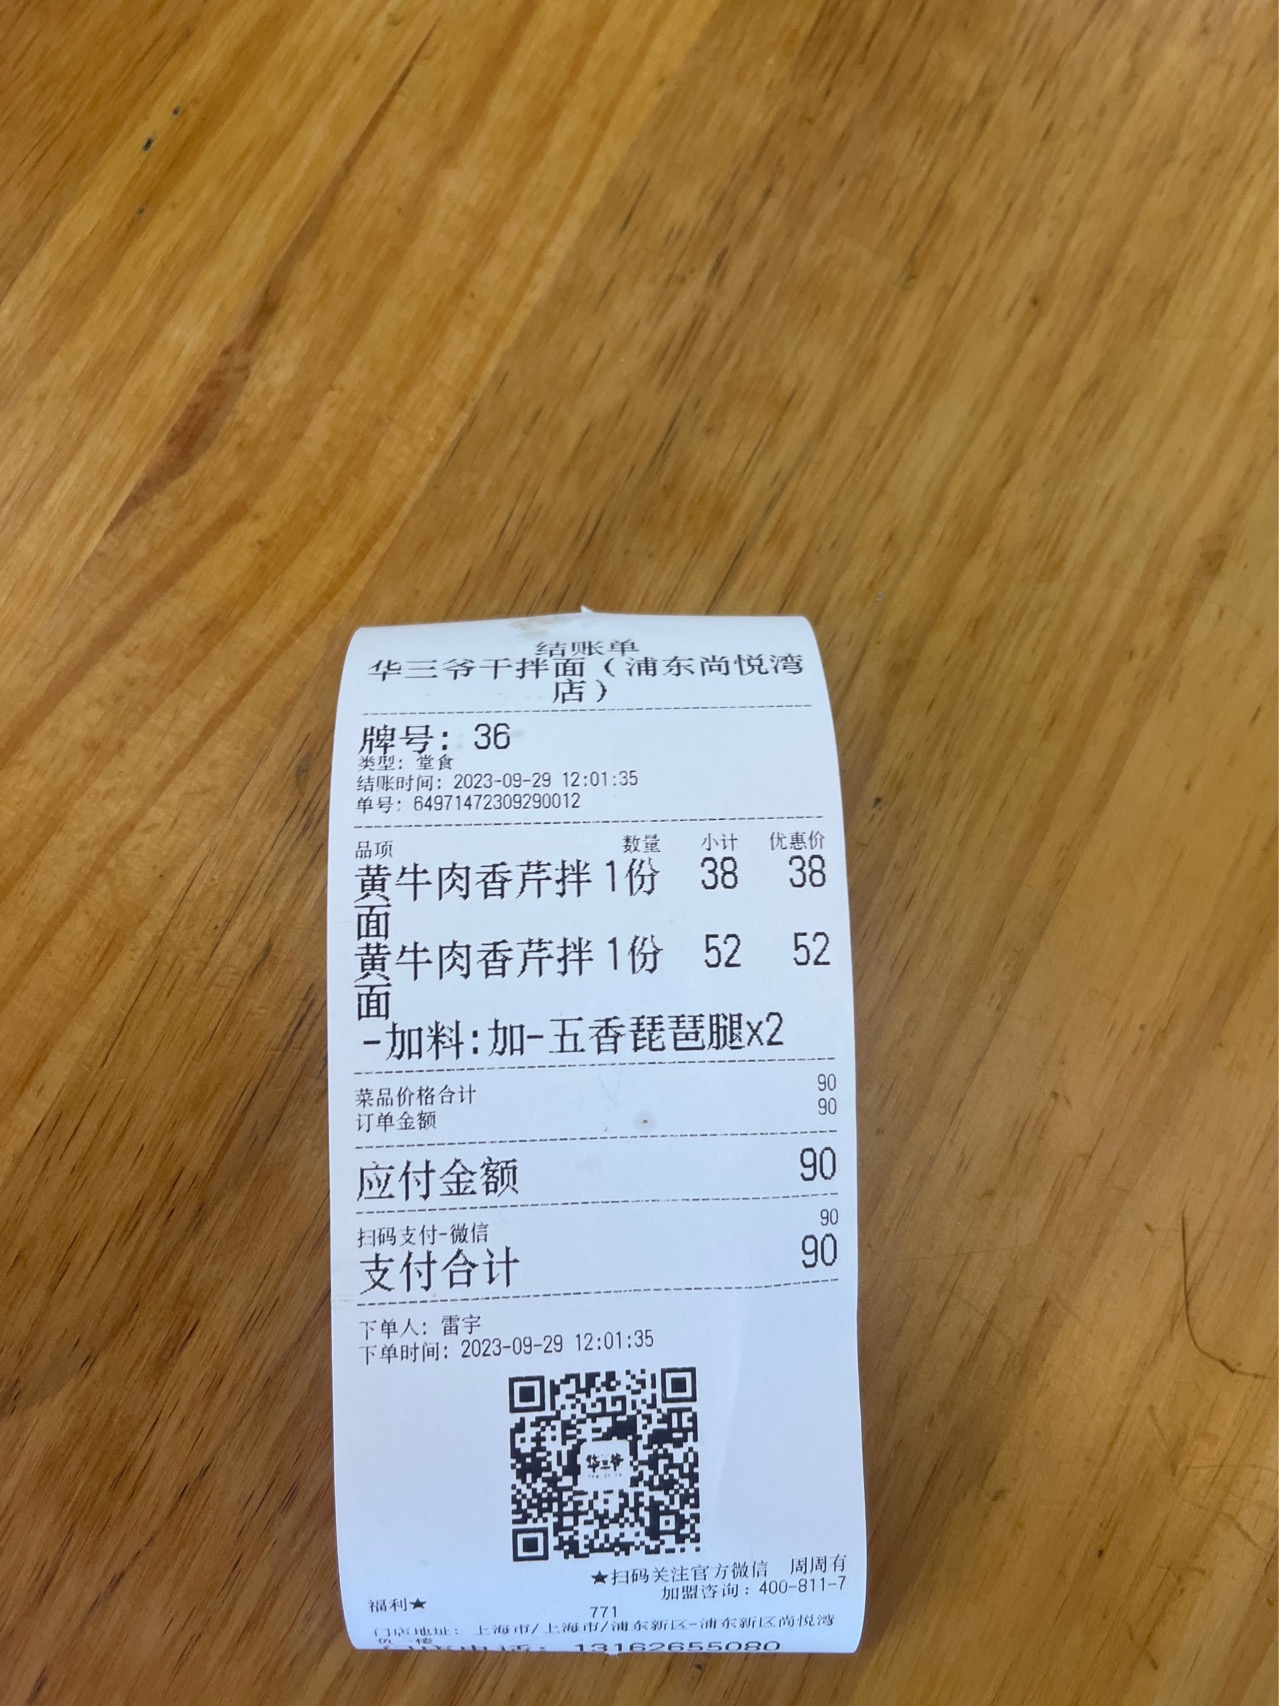 结账单
华三爷干拌面（浦东尚悦湾
店）
牌号: 36
类型: 堂食
结账时间: 2023-09-29 12:01:35
单号: 64971472309290012
品项 数量 小计 优惠价
黄牛肉香芹拌 1份 38 38
面
黄牛肉香芹拌 1份 52 52
面
-加料:加-五香琵琶腿x2
菜品价格合计 90
订单金额 90
应付金额 90
扫码支付-微信 90
支付合计 90
下单人: 雷宇
下单时间: 2023-09-29 12:01:35
华三爷
★扫码关注官方微信 周周有
福利★ 加盟咨询: 400-811-7
771
门店地址: 上海市/上海市/浦东新区-浦东新区尚悦湾
电话: 13162655080